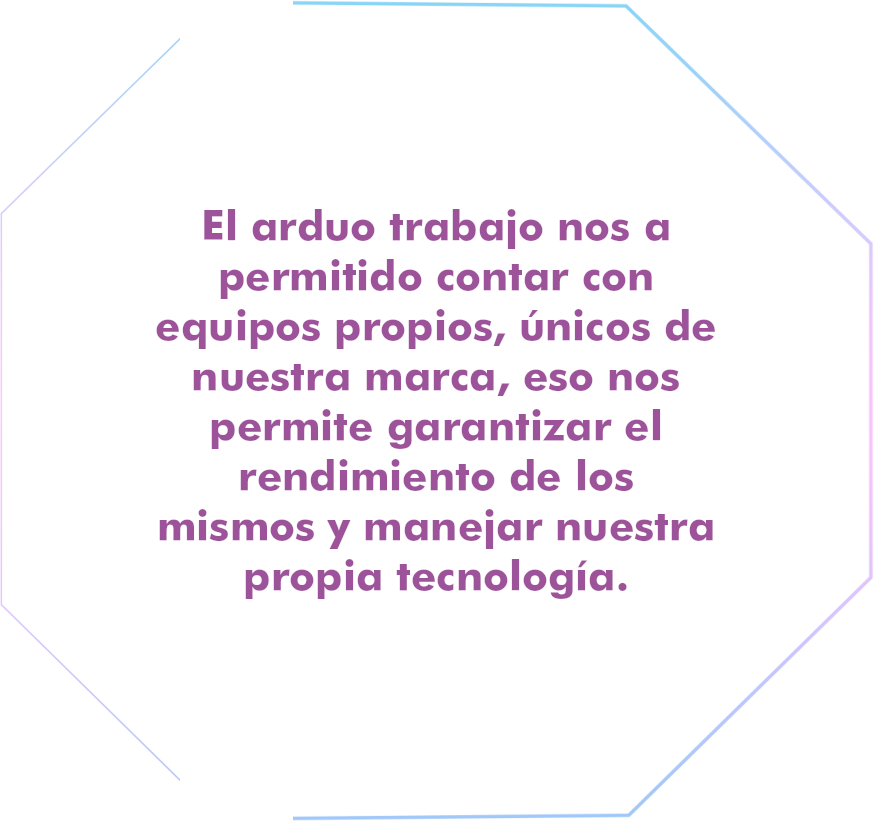 El arduo trabajo nos a
permitido contar con
equipos propios, únicos de
nuestra marca, eso nos
permite garantizar el
rendimiento de los
mismos y manejar nuestra
propia tecnología.